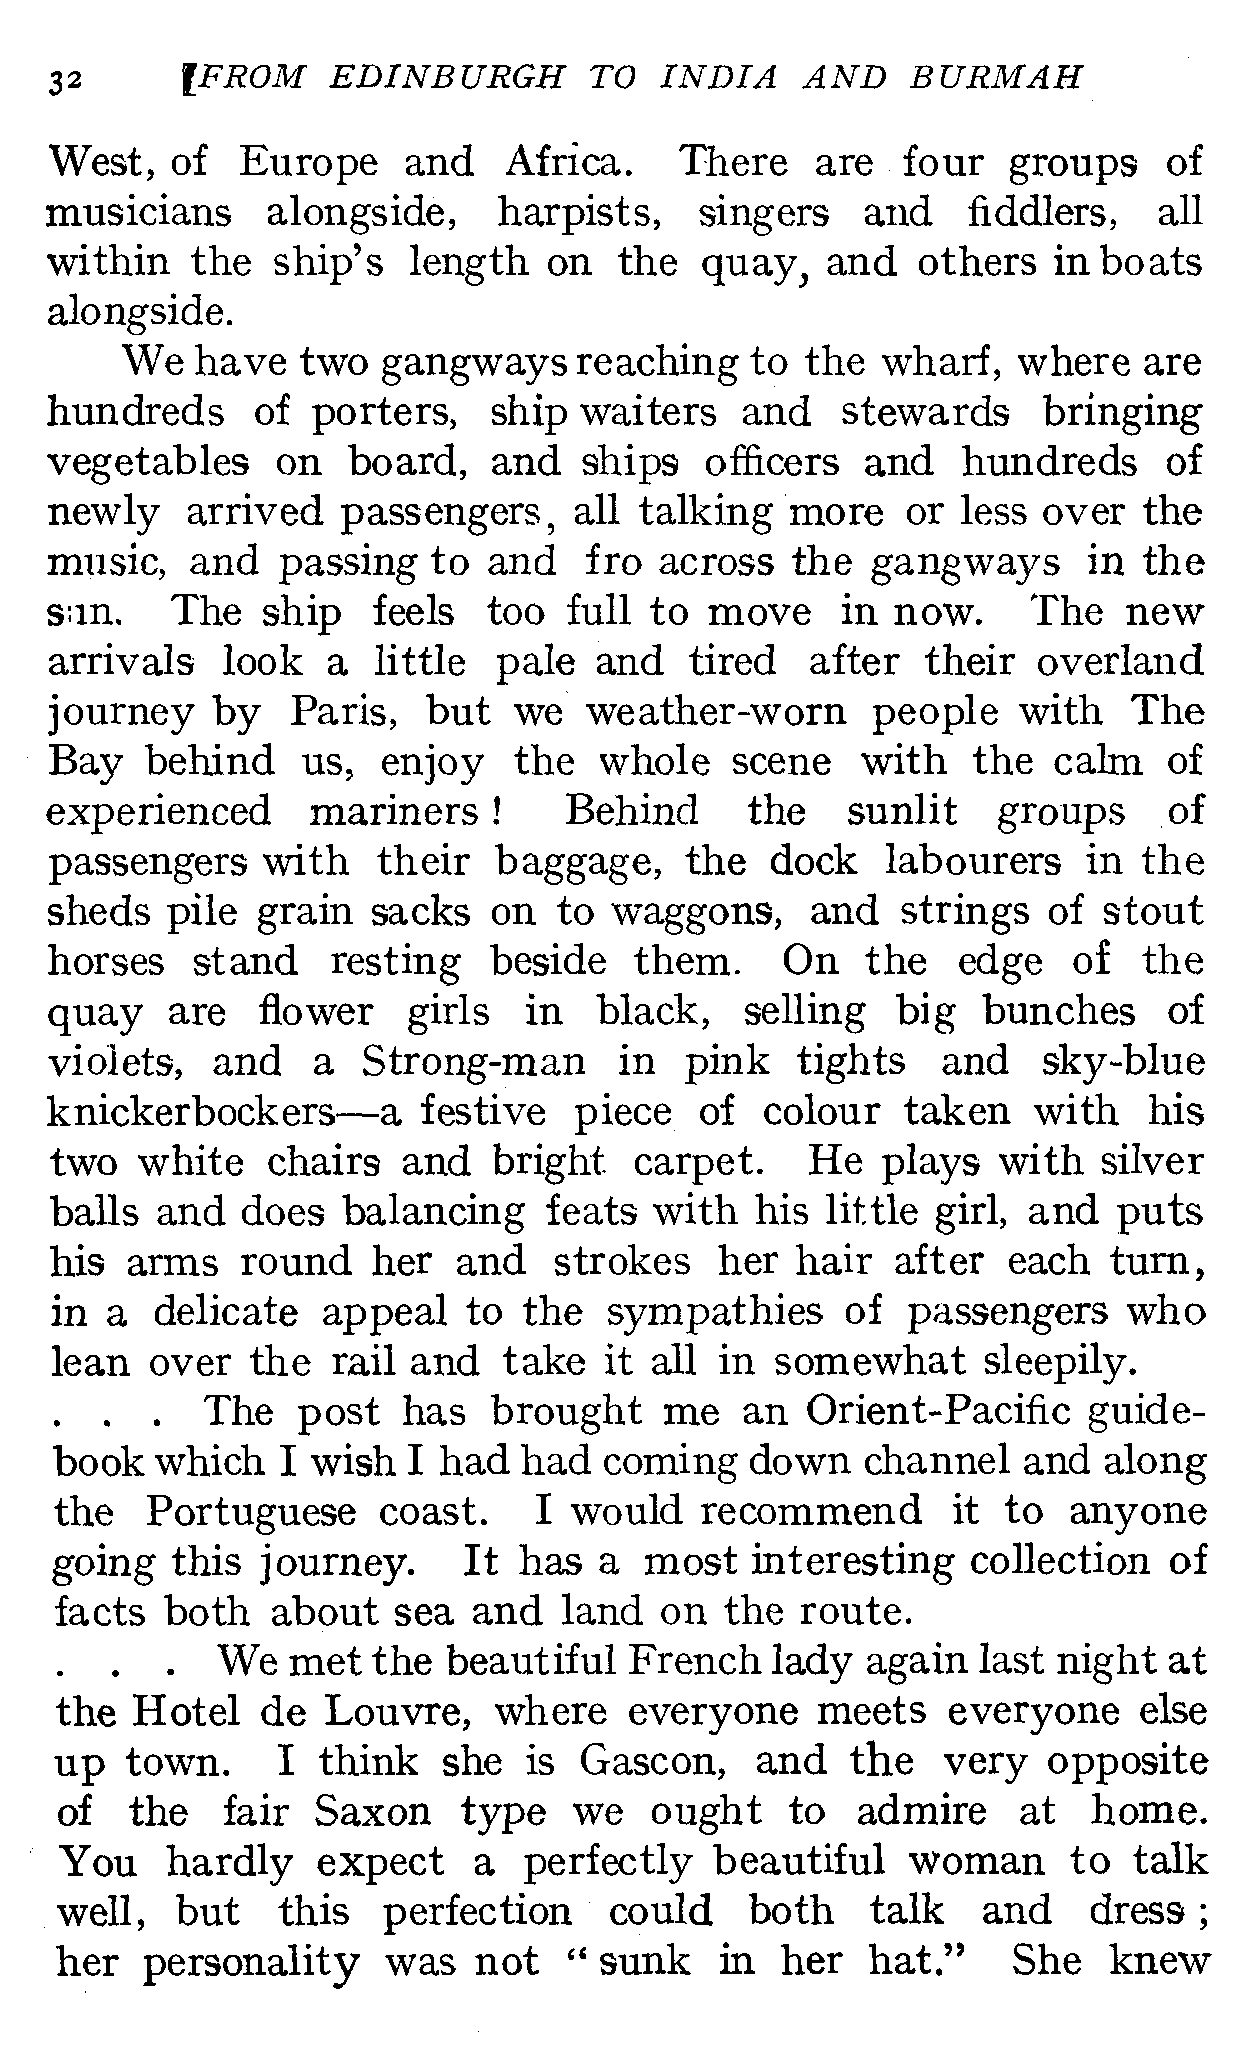 32 FROM EDINBURGH TO INDIA AND BURMAH
West, of Europe and Africa. There are four groups of
musicians alongside, harpists, singers and fiddlers, all
within the ship's length on the quay, and others in boats
alongside.
We have two gangways reaching to the wharf, where are
hundreds of porters, ship waiters and stewards bringing
vegetables on board, and ships officers and hundreds of
newly arrived passengers, all talking more or less over the
music, and passing to and fro across the gangways in the
sun. The ship feels too full to move in now. The new
arrivals look a little pale and tired after their overland
journey by Paris, but we weather-worn people with The
Bay behind us, enjoy the whole scene with the calm of
experienced mariners! Behind the sunlit groups of
passengers with their baggage, the dock labourers in the
sheds pile grain sacks on to waggons, and strings of stout
horses stand resting beside them. On the edge of the
quay are flower girls in black, selling big bunches of
violets, and a Strong-man in pink tights and sky-blue
knickerbockers—a festive piece of colour taken with his
two white chairs and bright carpet. He plays with silver
balls and does balancing feats with his little girl, and puts
his arms round her and strokes her hair after each turn,
in a delicate appeal to the sympathies of passengers who
lean over the rail and take it all in somewhat sleepily.
. . . The post has brought me an Orient-Pacific guide-
book which I wish I had had coming down channel and along
the Portuguese coast. I would recommend it to anyone
going this journey. It has a most interesting collection of
facts both about sea and land on the route.
. . . We met the beautiful French lady again last night at
the Hotel de Louvre, where everyone meets everyone else
up town. I think she is Gascon, and the very opposite
of the fair Saxon type we ought to admire at home.
You hardly expect a perfectly beautiful woman to talk
well, but this perfection could both talk and dress;
her personality was not "sunk in her hat." She knew